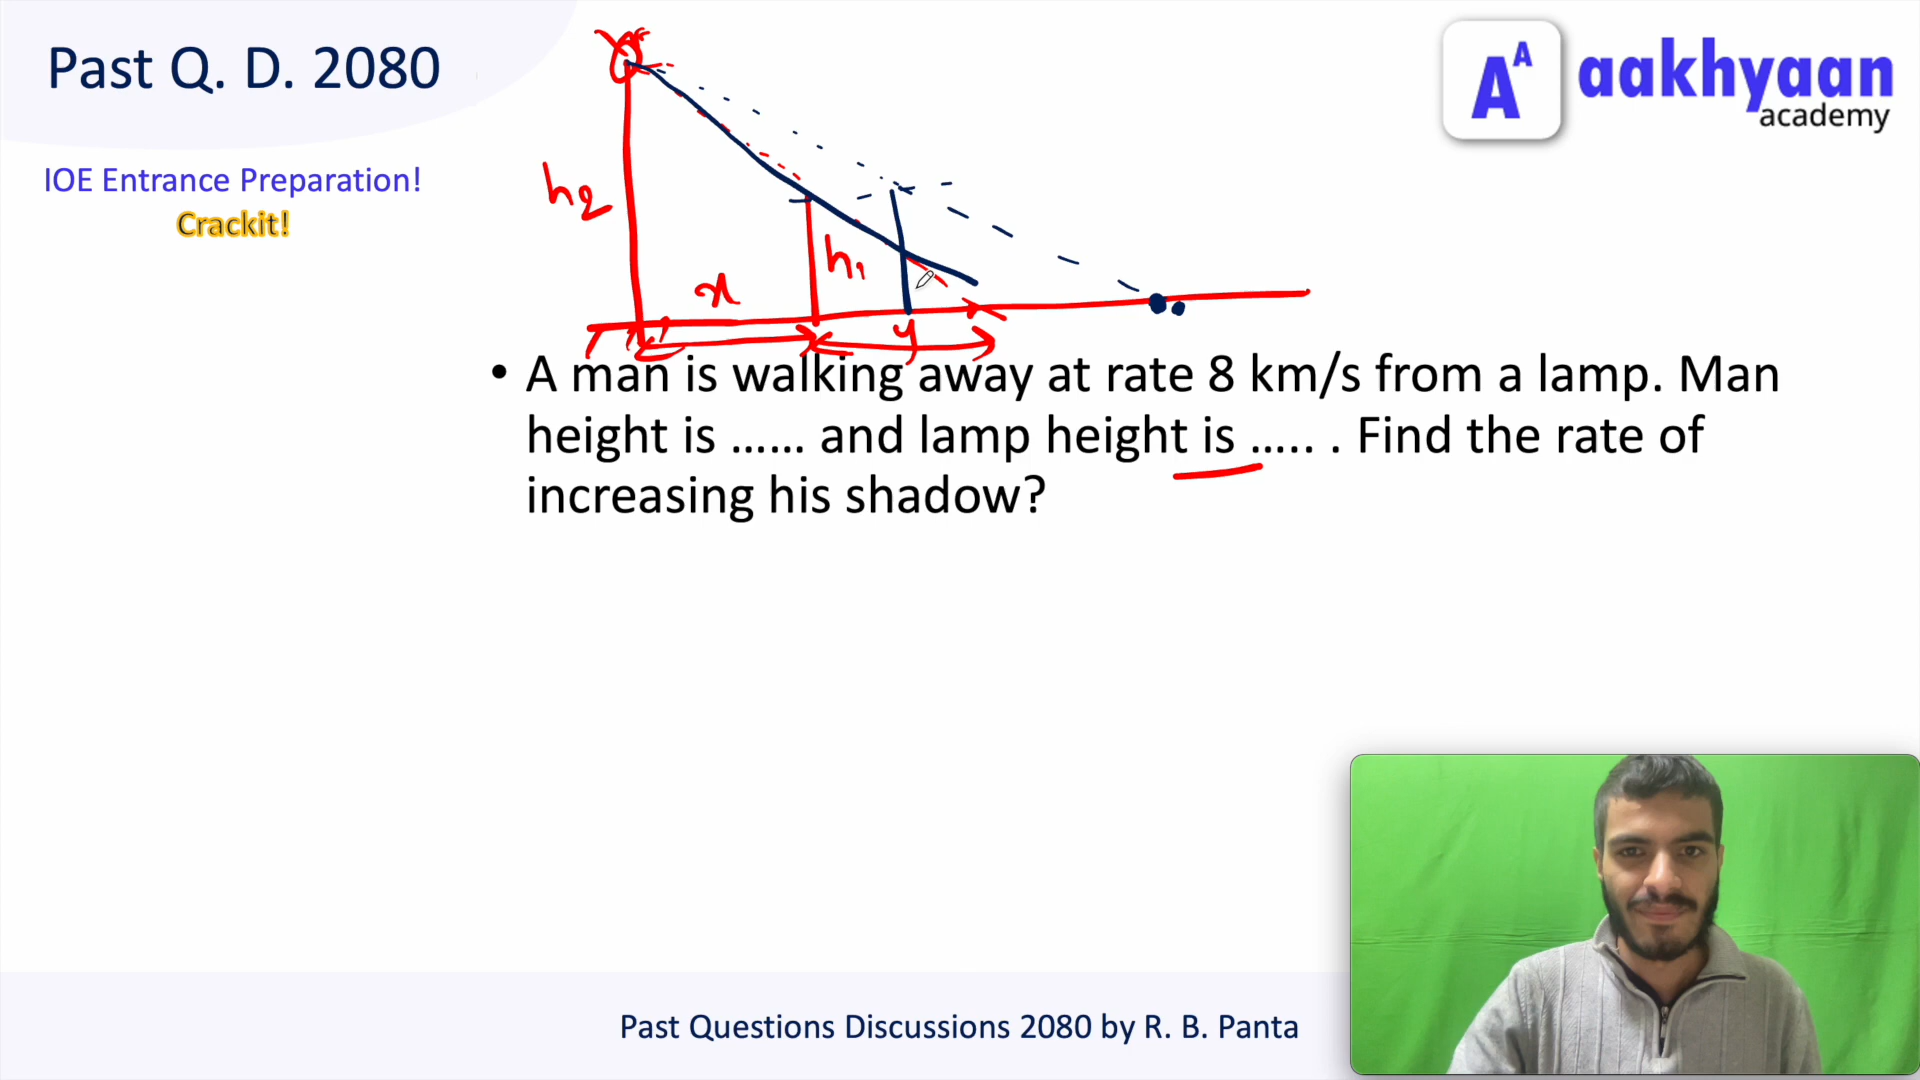 Past Q. D. 2080
IOE Entrance Preparation!
Crackit!
AA aakhyaan
academy
h₂
h₁
x
y
• A man is walking away at rate 8 km/s from a lamp. Man
height is …... and lamp height is ….. . Find the rate of
increasing his shadow?
Past Questions Discussions 2080 by R. B. Panta